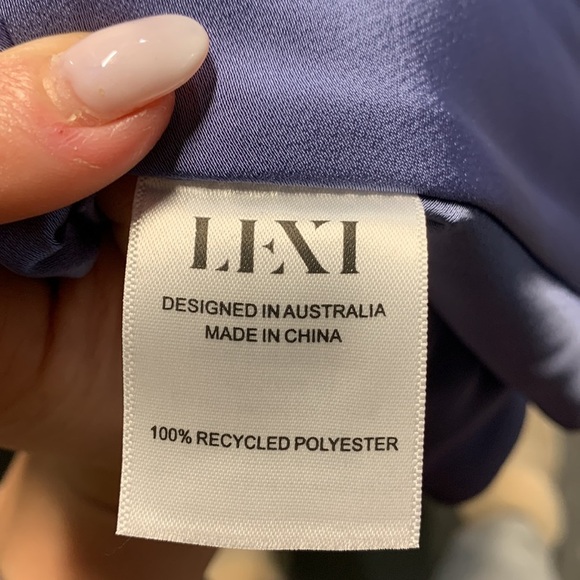 LEXI
DESIGNED IN AUSTRALIA
MADE IN CHINA
100% RECYCLED POLYESTER